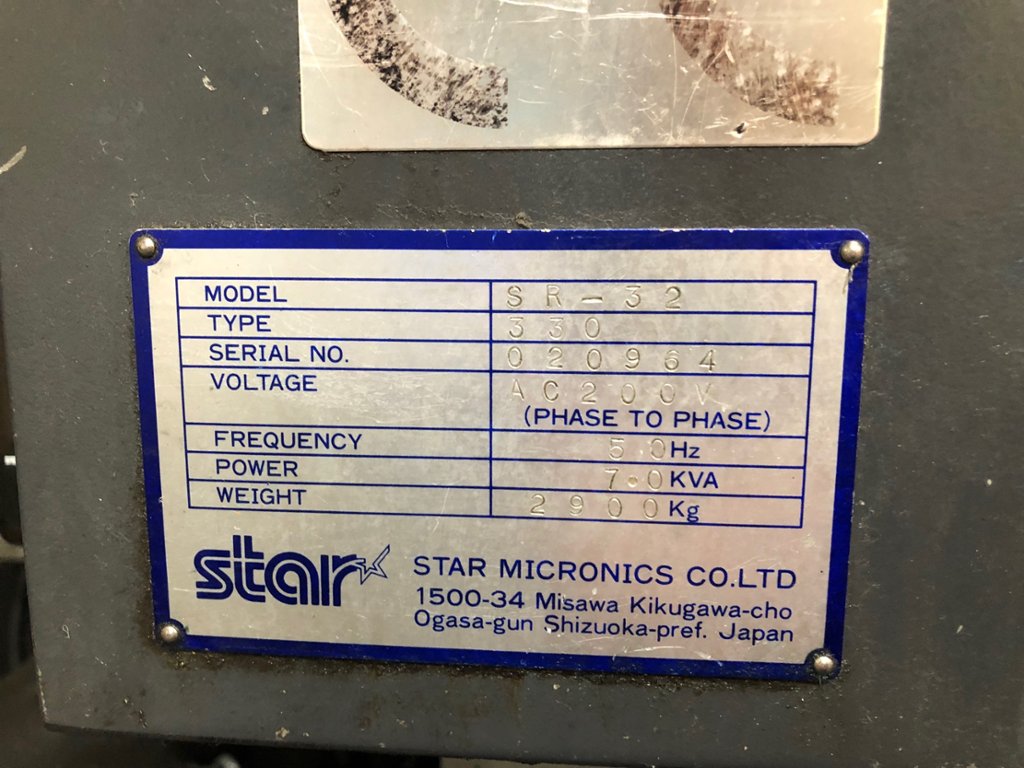 MODEL SR-32
TYPE 330
SERIAL NO. 020964
VOLTAGE AC200V
(PHASE TO PHASE)
FREQUENCY 50Hz
POWER 7.0KVA
WEIGHT 2900Kg
star STAR MICRONICS CO.LTD
1500-34 Misawa Kikugawa-cho
Ogasa-gun Shizuoka-pref. Japan